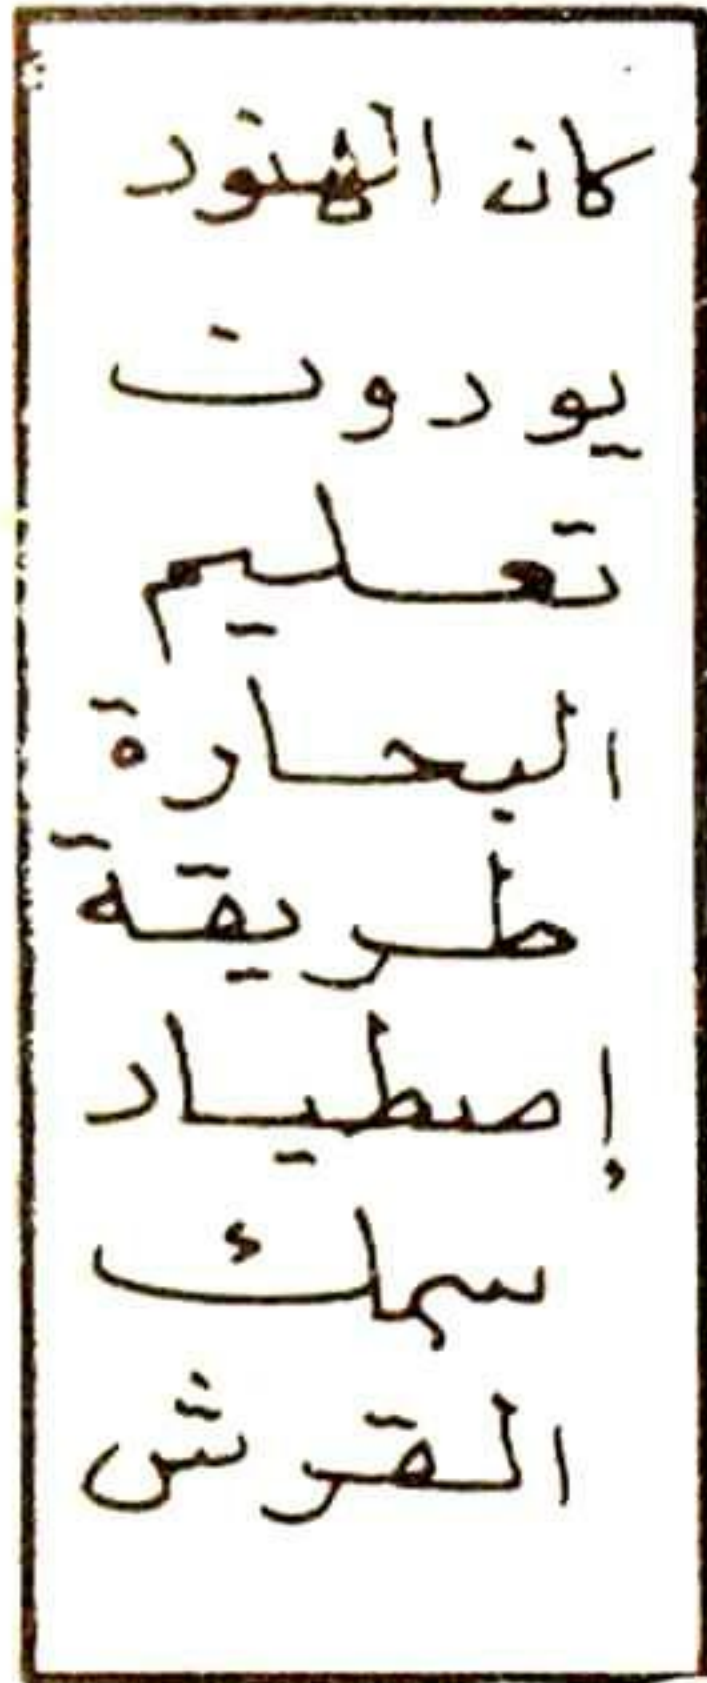 كان الهنود
يودون
تعليم
البحارة
طريقة
إصطياد
سمك
القرش